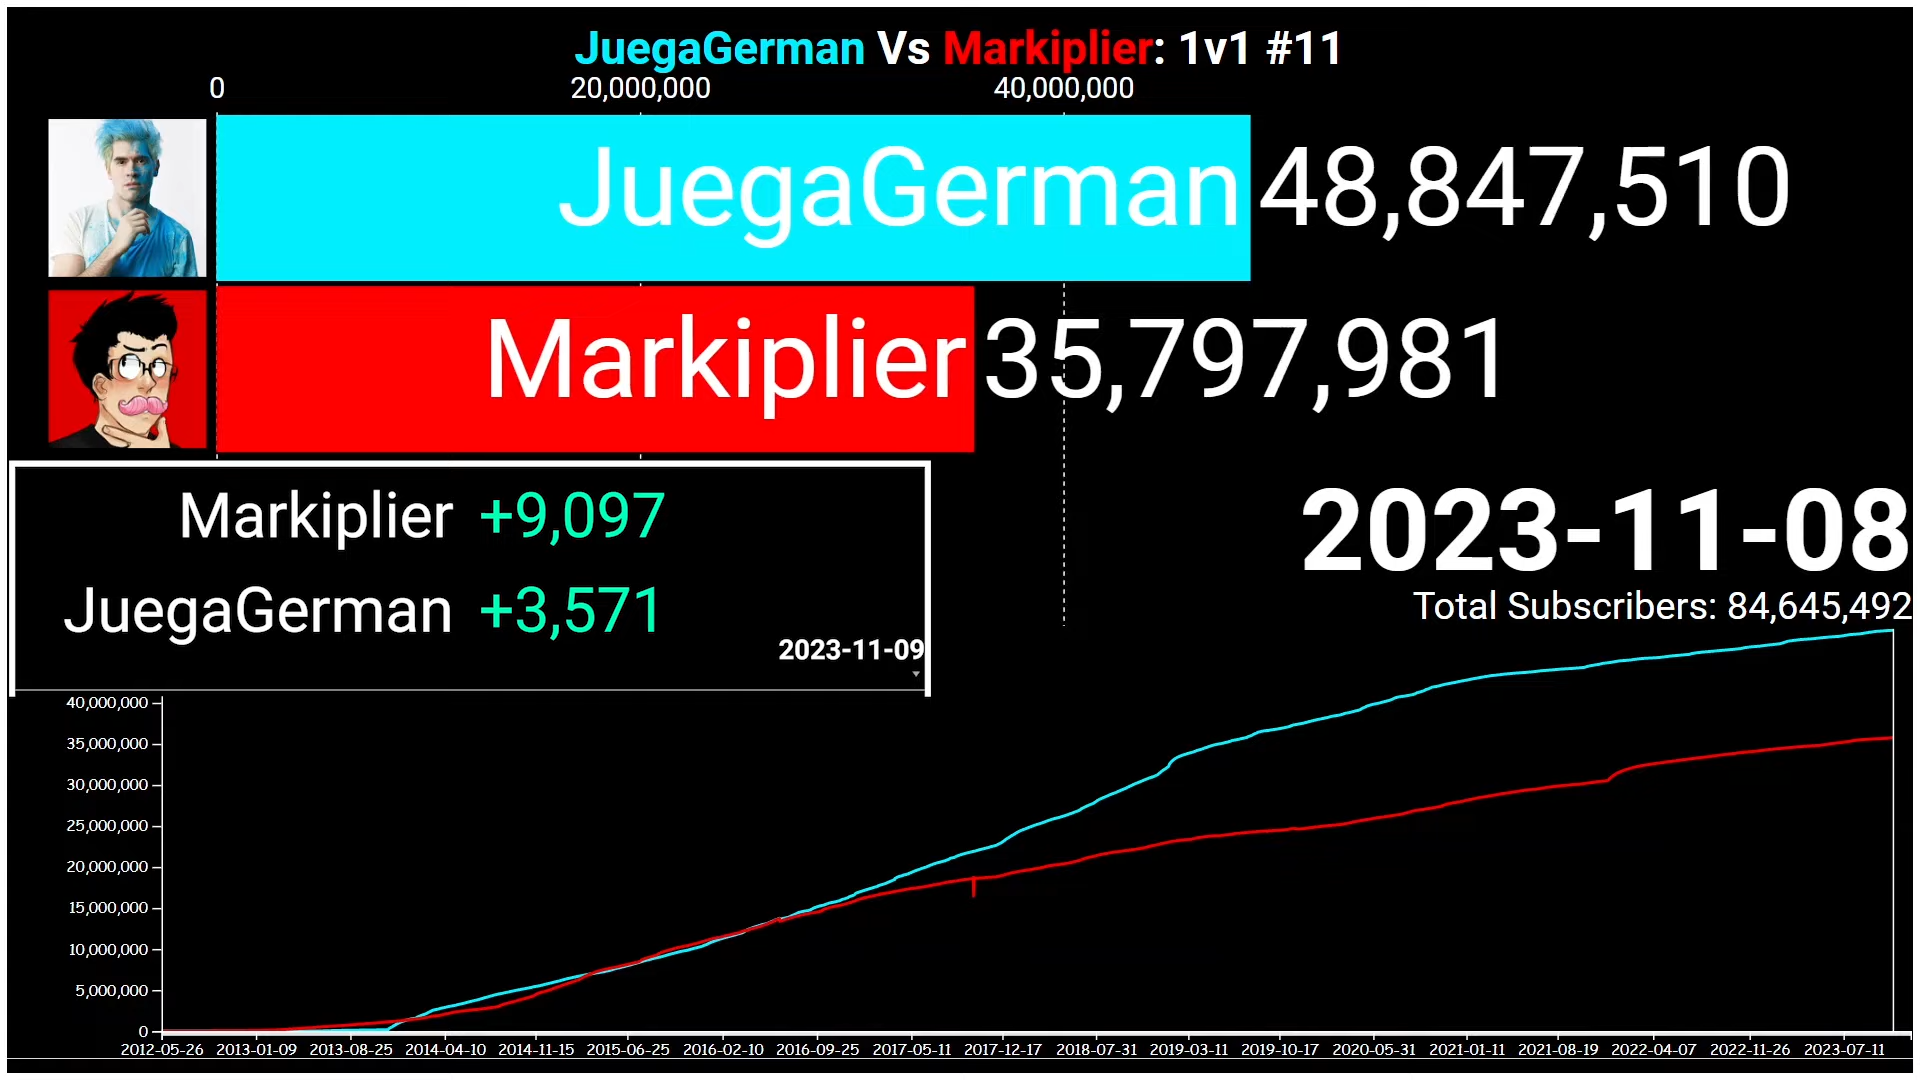 JuegaGerman Vs Markiplier: 1v1 #11
0 20,000,000 40,000,000
JuegaGerman 48,847,510
Markiplier 35,797,981
Markiplier +9,097
JuegaGerman +3,571
2023-11-09
2023-11-08
Total Subscribers: 84,645,492
40,000,000
35,000,000
30,000,000
25,000,000
20,000,000
15,000,000
10,000,000
5,000,000
0
2012-05-26 2013-01-09 2013-08-25 2014-04-10 2014-11-15 2015-06-25 2016-02-10 2016-09-25 2017-05-11 2017-12-17 2018-07-31 2019-03-11 2019-10-17 2020-05-31 2021-01-11 2021-08-19 2022-04-07 2022-11-26 2023-07-11